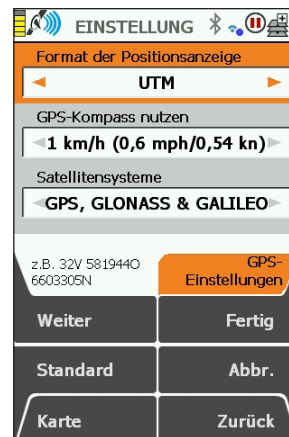 EINSTELLUNG
Format der Positionsanzeige
UTM
GPS-Kompass nutzen
1 km/h (0,6 mph/0,54 kn)
Satellitensysteme
GPS, GLONASS & GALILEO
z.B. 32V 581944O
6603305N
GPS-
Einstellungen
Weiter
Fertig
Standard
Abbr.
Karte
Zurück